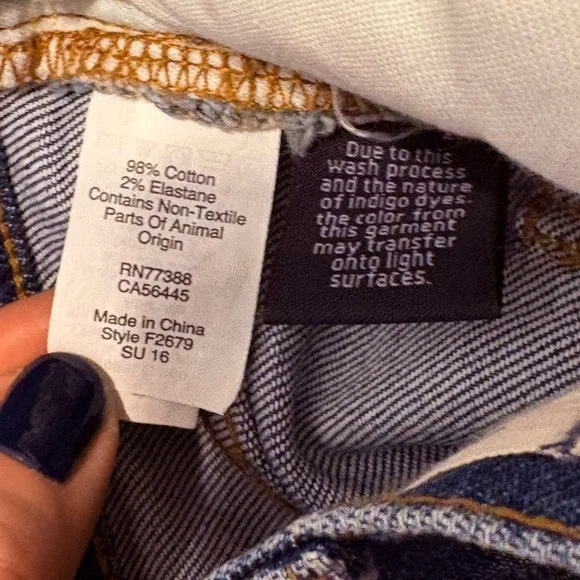 98% Cotton
2% Elastane
Contains Non-Textile
Parts Of Animal
Origin
RN77388
CA56445
Made in China
Style F2679
SU 16
Due to this
wash process
and the nature
of indigo dyes.
the color from
this garment
may transfer
onto light
surfaces.